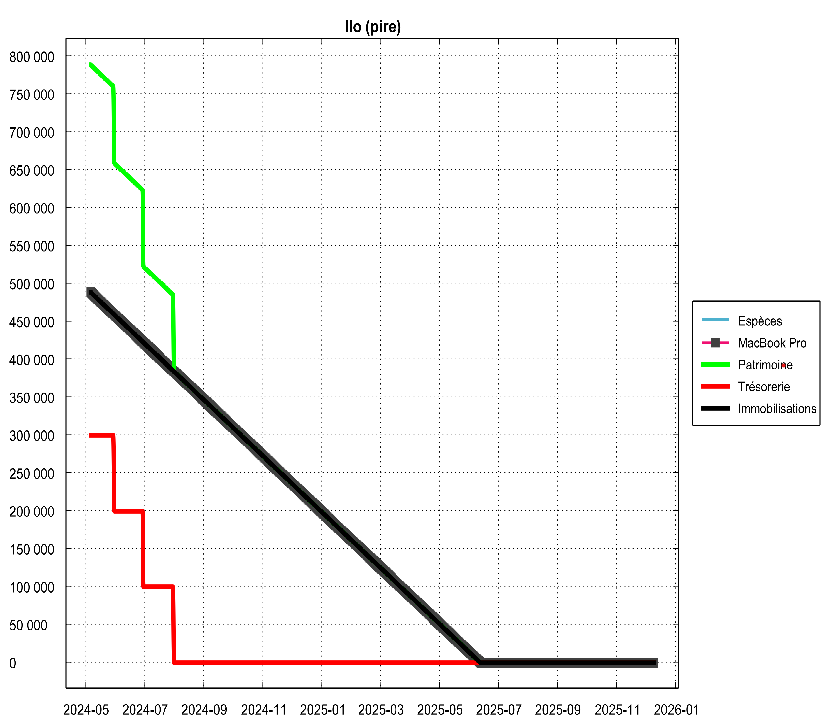 Ilo (pire)
800 000
750 000
700 000
650 000
600 000
550 000
500 000
450 000
400 000
350 000
300 000
250 000
200 000
150 000
100 000
50 000
0
2024-05 2024-07 2024-09 2024-11 2025-01 2025-03 2025-05 2025-07 2025-09 2025-11 2026-01
Espèces
MacBook Pro
Patrimoine
Trésorerie
Immobilisations